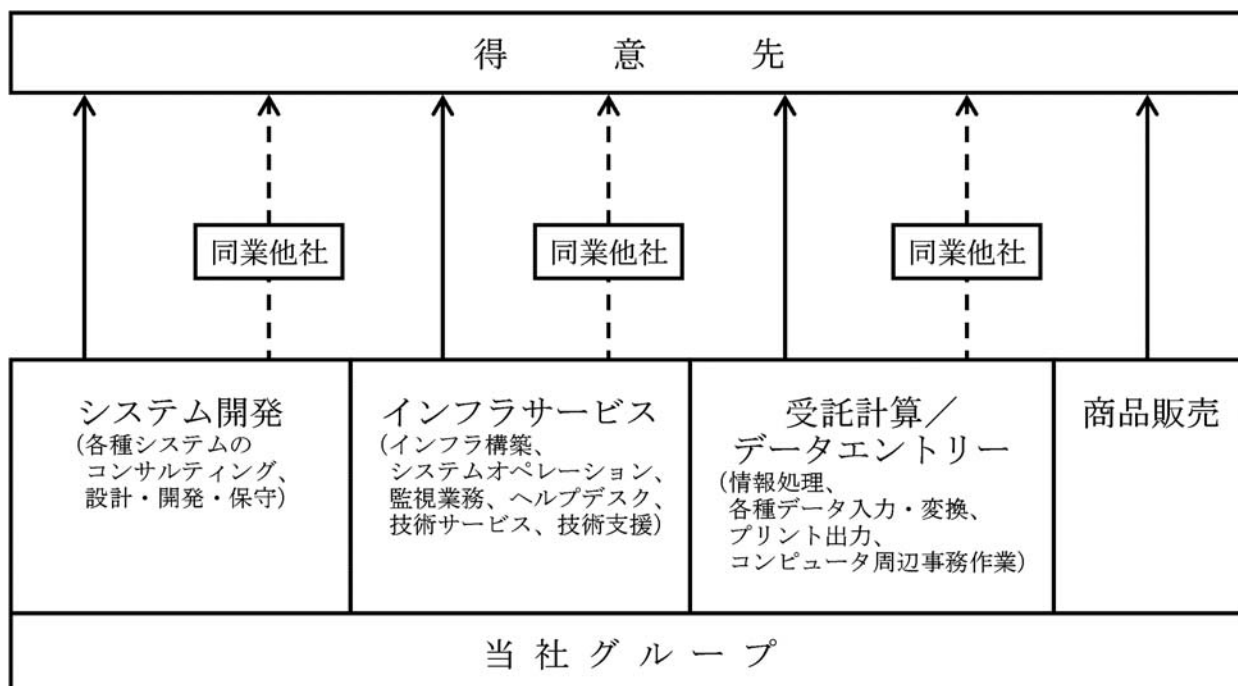 得意先
同業他社
同業他社
同業他社
システム開発
(各種システムの
コンサルティング、
設計・開発・保守)
インフラサービス
(インフラ構築、
システムオペレーション、
監視業務、ヘルプデスク、
技術サービス、技術支援)
受託計算／
データエントリー
(情報処理、
各種データ入力・変換、
プリント出力、
コンピュータ周辺事務作業)
商品販売
当社グループ